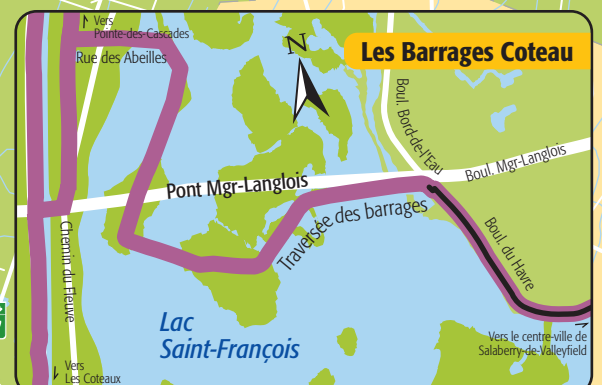 Vers
Pointe-des-Cascades
Rue des Abeilles
N
Les Barrages Coteau
Boul. Bord-de-l'Eau
Pont Mgr-Langlois
Boul. Mgr-Langlois
Traversée des barrages
Chemin du Fleuve
Boul. du Havre
Lac
Saint-François
Vers le centre-ville de
Salaberry-de-Valleyfield
Vers
Les Coteaux